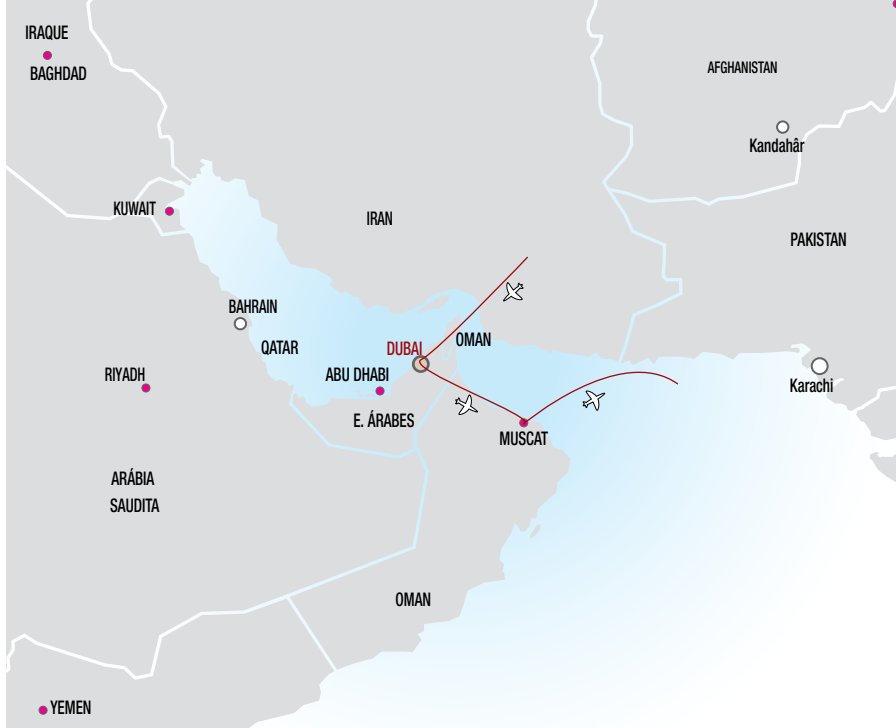 IRAQUE
BAGHDAD
AFGHANISTAN
Kandahâr
KUWAIT
IRAN
PAKISTAN
BAHRAIN
QATAR
DUBAI
OMAN
RIYADH
ABU DHABI
Karachi
E. ÁRABES
MUSCAT
ARÁBIA
SAUDITA
OMAN
YEMEN